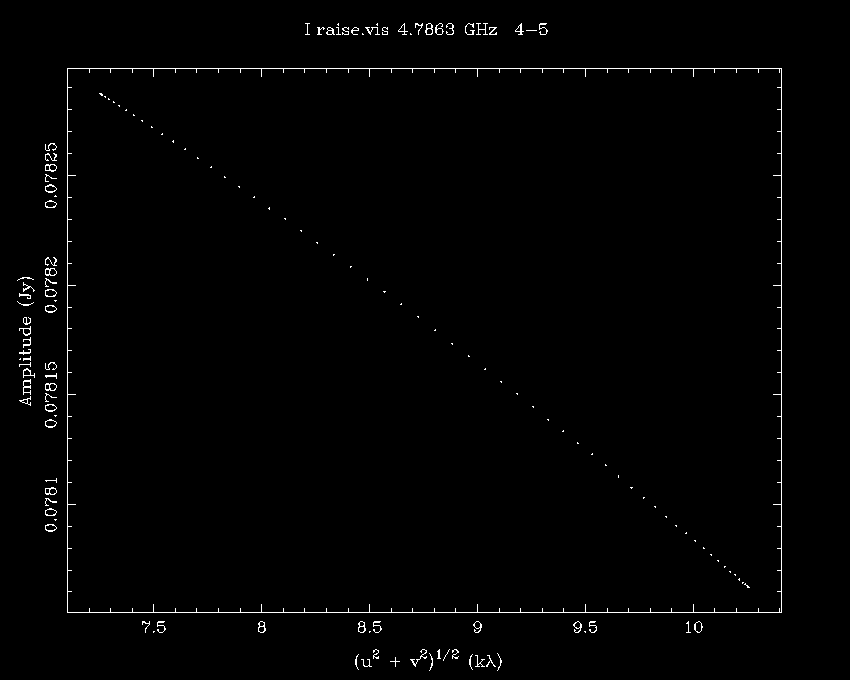 I raise.vis 4.7863 GHz 4−5
Amplitude (Jy)
0.07825
0.0782
0.07815
0.0781
7.5 8 8.5 9 9.5 10
(u² + v²)¹/² (kλ)